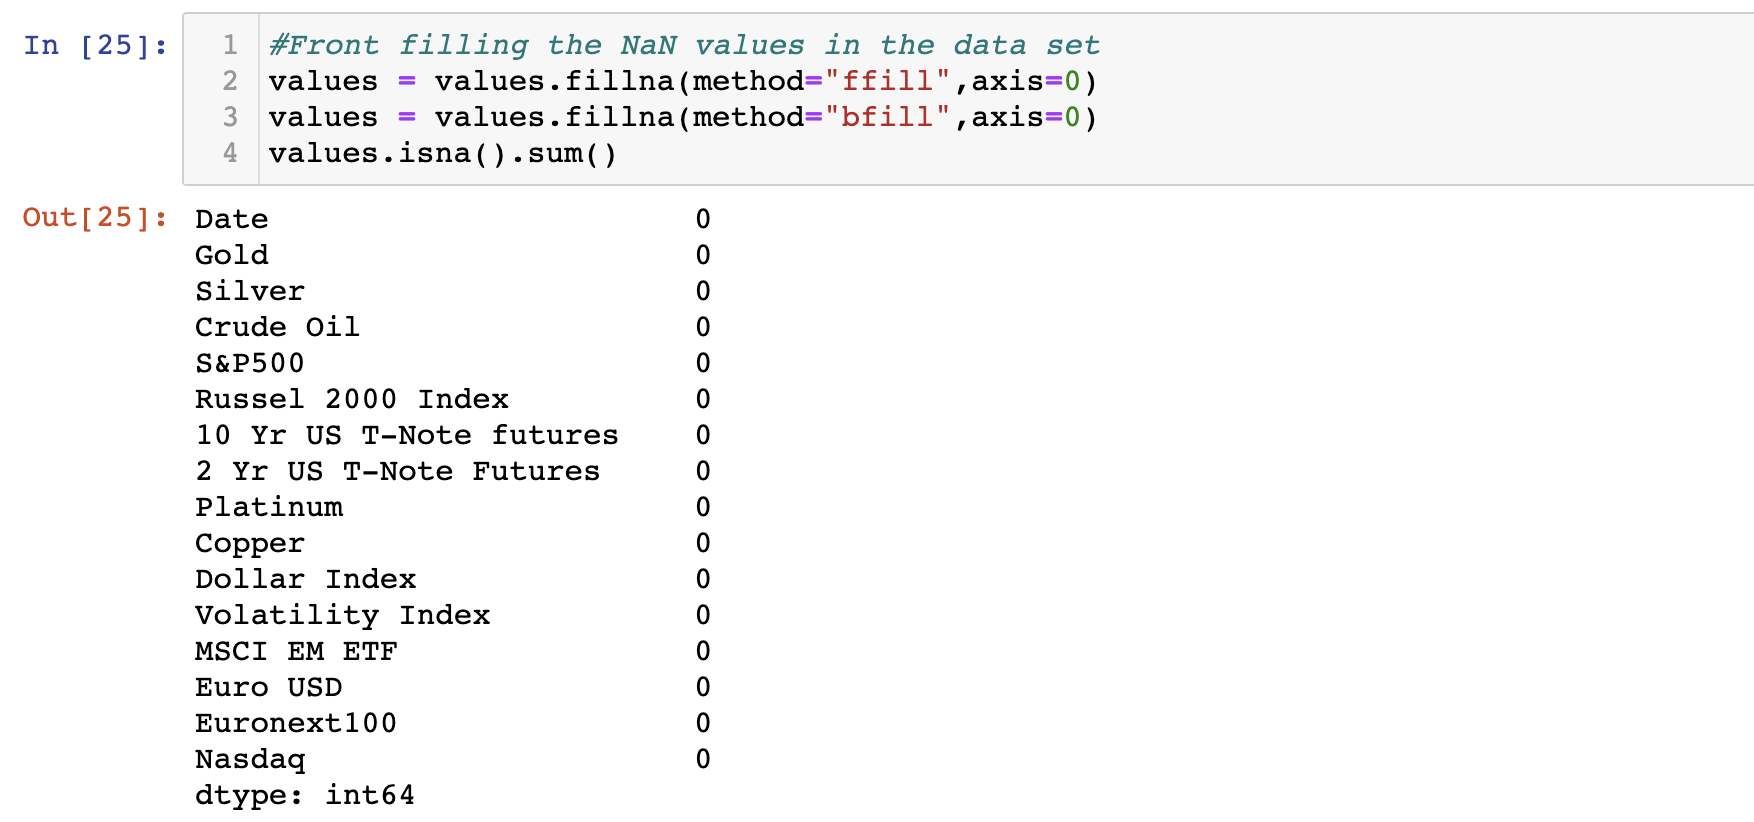 In [25]:
1 #Front filling the NaN values in the data set
2 values = values.fillna(method="ffill",axis=0)
3 values = values.fillna(method="bfill",axis=0)
4 values.isna().sum()
Out[25]:
Date 0
Gold 0
Silver 0
Crude Oil 0
S&P500 0
Russel 2000 Index 0
10 Yr US T-Note futures 0
2 Yr US T-Note Futures 0
Platinum 0
Copper 0
Dollar Index 0
Volatility Index 0
MSCI EM ETF 0
Euro USD 0
Euronext100 0
Nasdaq 0
dtype: int64